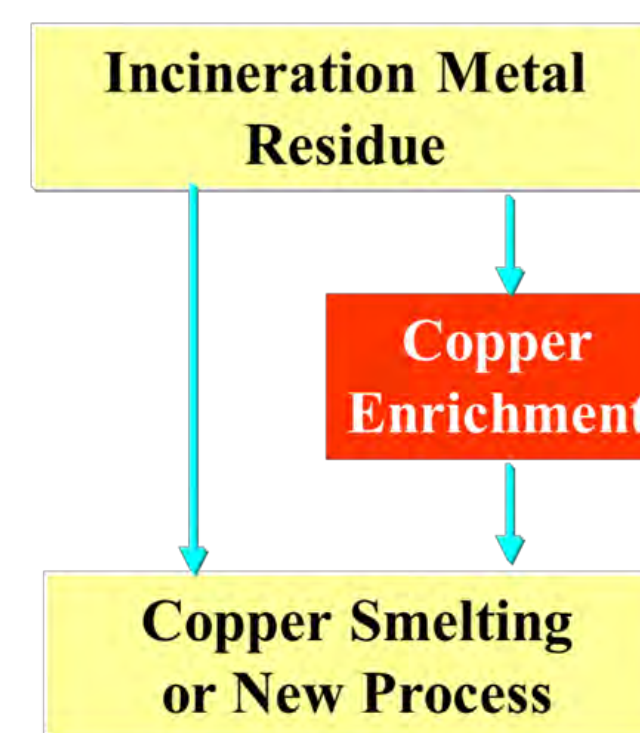 Incineration Metal
Residue
Copper
Enrichment
Copper Smelting
or New Process